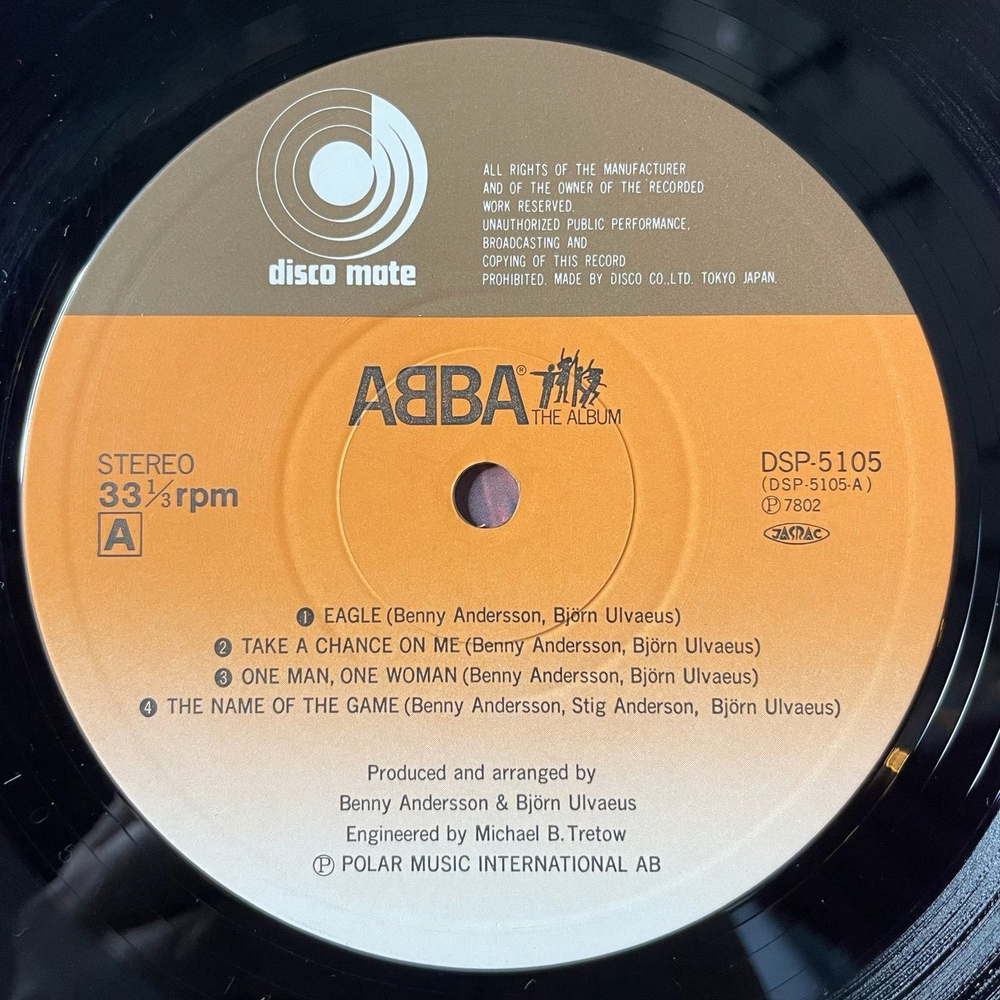 disco mate
ALL RIGHTS OF THE MANUFACTURER
AND OF THE OWNER OF THE RECORDED
WORK RESERVED.
UNAUTHORIZED PUBLIC PERFORMANCE,
BROADCASTING AND
COPYING OF THIS RECORD
PROHIBITED. MADE BY DISCO CO.,LTD. TOKYO JAPAN.
ABBA®
THE ALBUM
STEREO
33 1/3 rpm
A
DSP-5105
(DSP-5105-A)
Ⓟ 7802
JASRAC
❶ EAGLE (Benny Andersson, Björn Ulvaeus)
❷ TAKE A CHANCE ON ME (Benny Andersson, Björn Ulvaeus)
❸ ONE MAN, ONE WOMAN (Benny Andersson, Björn Ulvaeus)
❹ THE NAME OF THE GAME (Benny Andersson, Stig Anderson, Björn Ulvaeus)
Produced and arranged by
Benny Andersson & Björn Ulvaeus
Engineered by Michael B. Tretow
Ⓟ POLAR MUSIC INTERNATIONAL AB